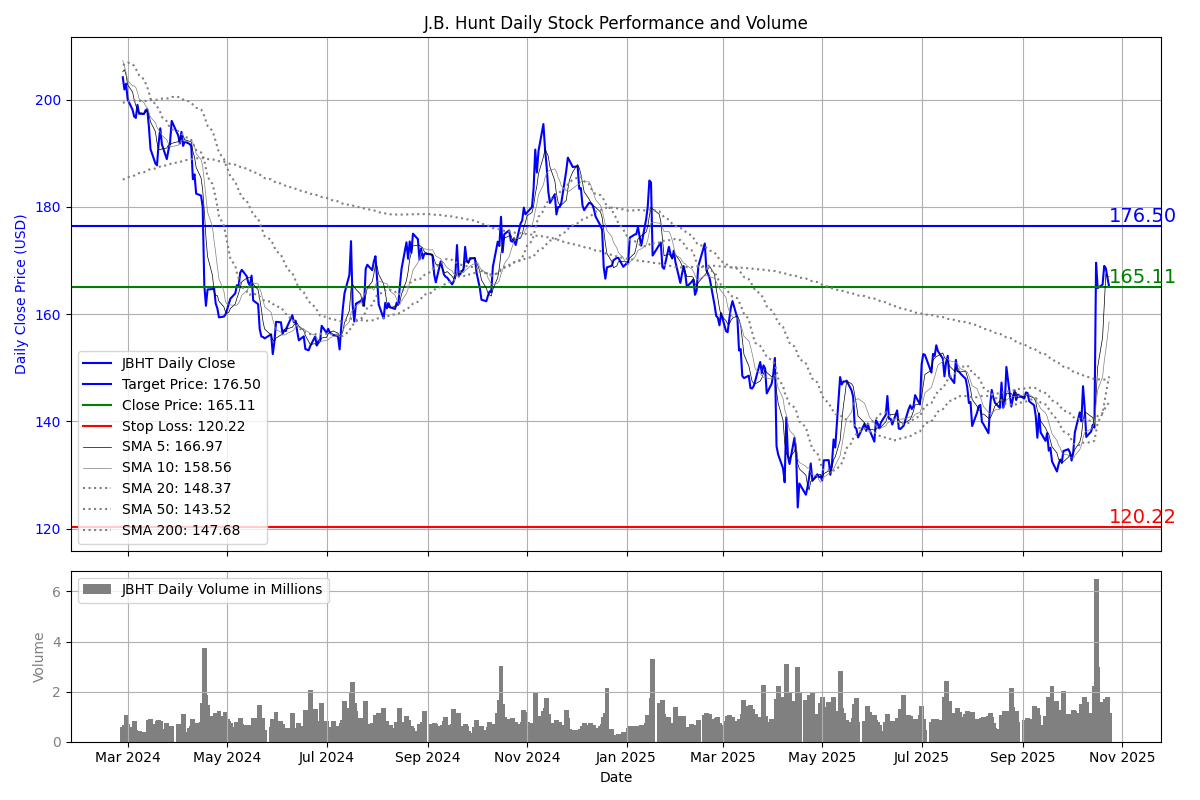 J.B. Hunt Daily Stock Performance and Volume
Daily Close Price (USD)
200
180
160
140
120
176.50
165.11
120.22
JBHT Daily Close
Target Price: 176.50
Close Price: 165.11
Stop Loss: 120.22
SMA 5: 166.97
SMA 10: 158.56
SMA 20: 148.37
SMA 50: 143.52
SMA 200: 147.68
Volume
6
4
2
0
JBHT Daily Volume in Millions
Mar 2024 May 2024 Jul 2024 Sep 2024 Nov 2024 Jan 2025 Mar 2025 May 2025 Jul 2025 Sep 2025 Nov 2025
Date